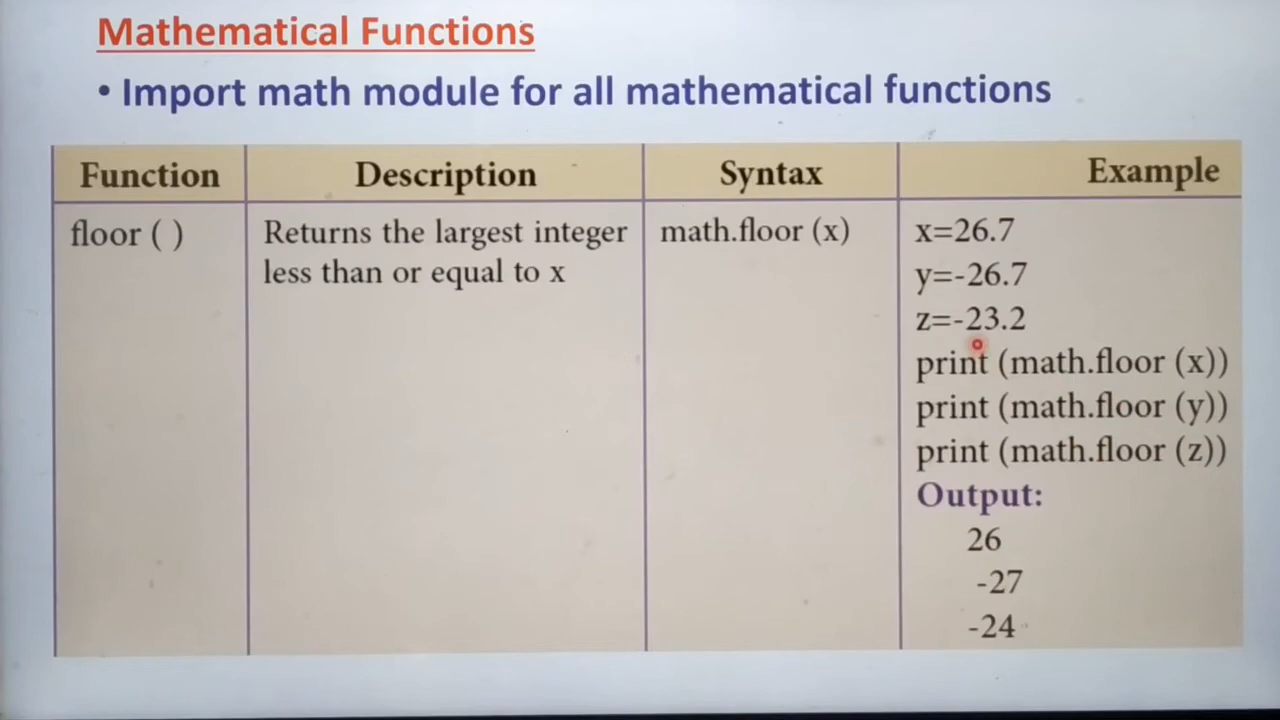 Mathematical Functions
• Import math module for all mathematical functions
Function Description Syntax Example
floor ( ) Returns the largest integer math.floor (x) x=26.7
less than or equal to x y=-26.7
z=-23.2
print (math.floor (x))
print (math.floor (y))
print (math.floor (z))
Output:
26
-27
-24